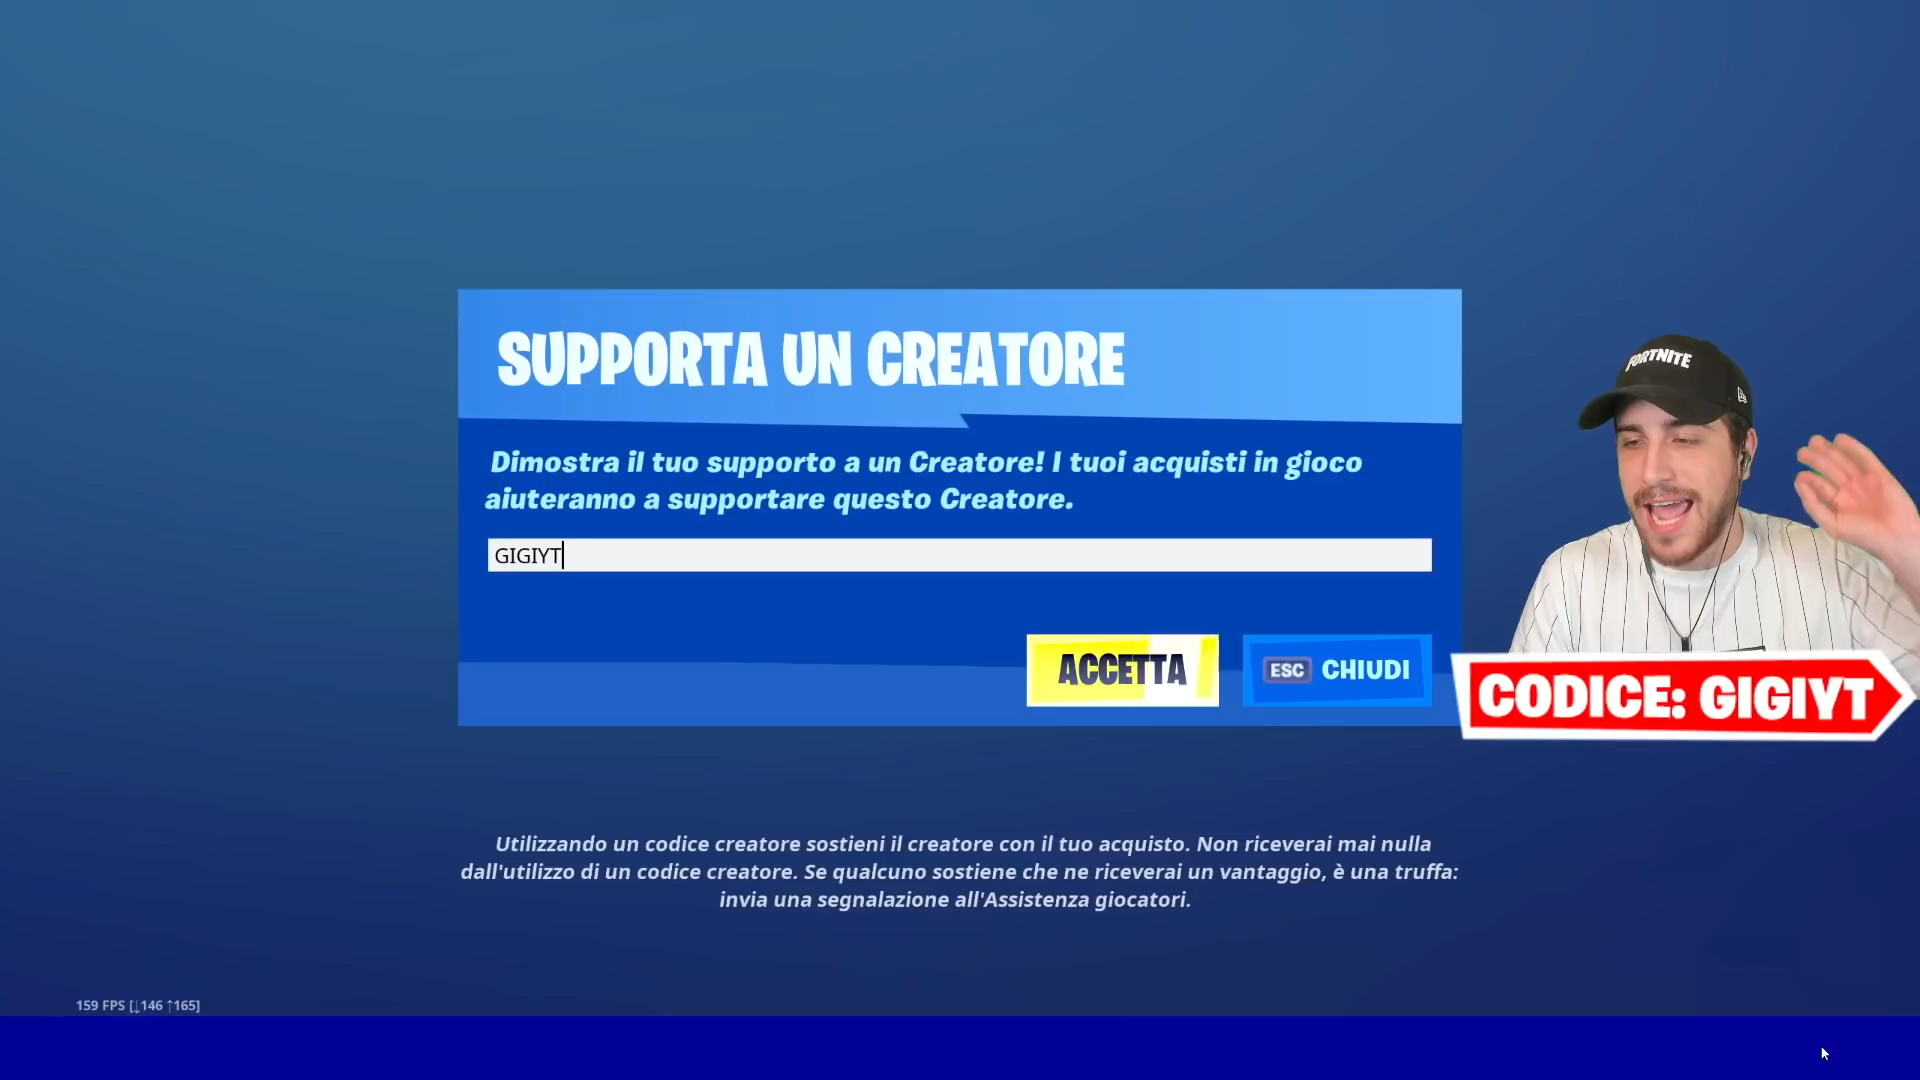 SUPPORTA UN CREATORE
FORTNITE
Dimostra il tuo supporto a un Creatore! I tuoi acquisti in gioco
aiuteranno a supportare questo Creatore.
GIGIYT
ACCETTA
ESC CHIUDI
CODICE: GIGIYT
Utilizzando un codice creatore sostieni il creatore con il tuo acquisto. Non riceverai mai nulla
dall'utilizzo di un codice creatore. Se qualcuno sostiene che ne riceverai un vantaggio, è una truffa:
invia una segnalazione all'Assistenza giocatori.
159 FPS [↓146 ↑165]